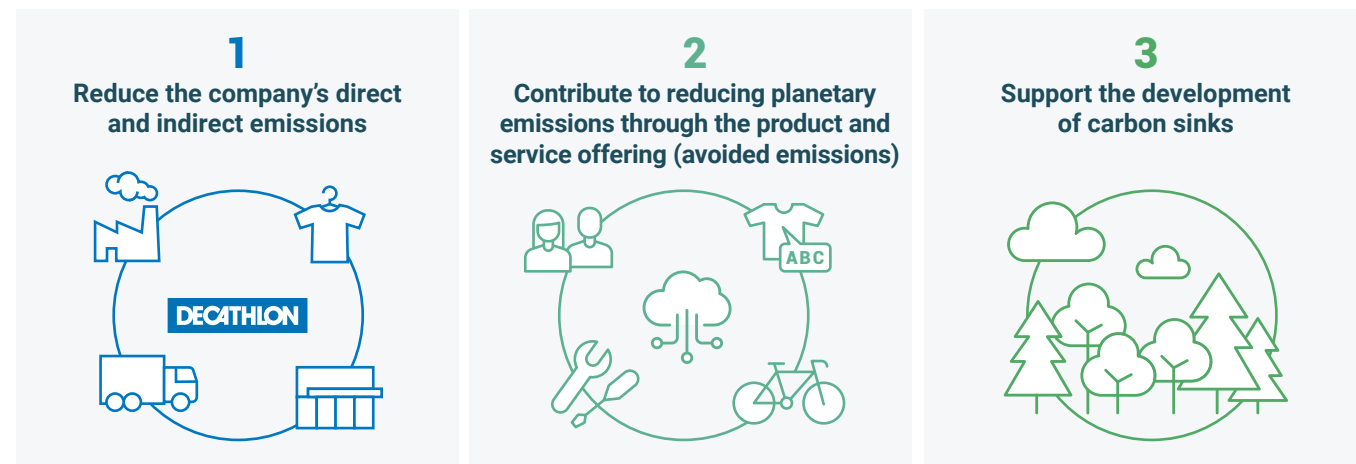 1
Reduce the company's direct
and indirect emissions
DECATHLON
2
Contribute to reducing planetary
emissions through the product and
service offering (avoided emissions)
ABC
3
Support the development
of carbon sinks